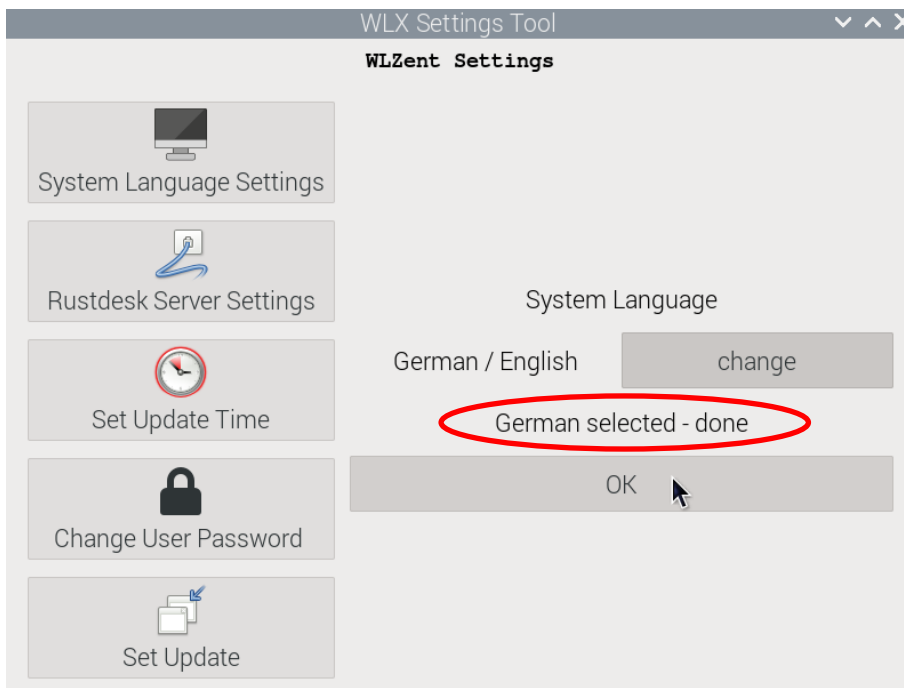 WLX Settings Tool
WLZent Settings
System Language Settings
Rustdesk Server Settings
Set Update Time
Change User Password
Set Update
System Language
German / English
change
German selected - done
OK